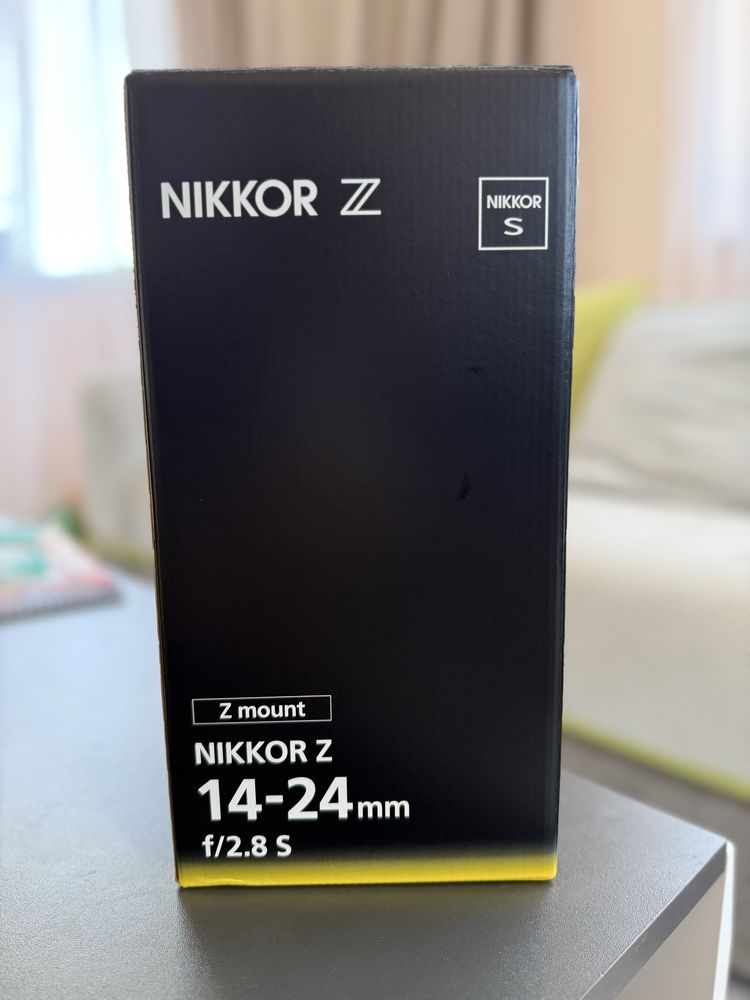 NIKKOR Z
NIKKOR
S
Z mount
NIKKOR Z
14-24mm
f/2.8 S